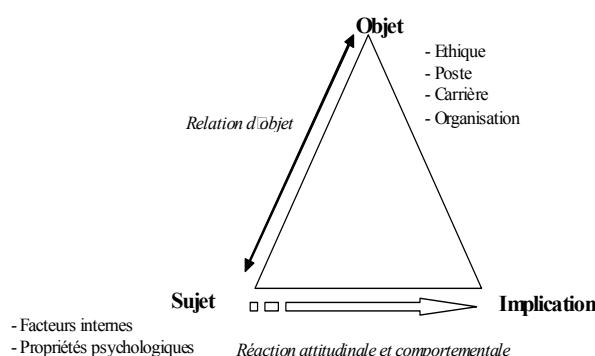 Objet
- Ethique
- Poste
- Carrière
- Organisation
Relation d□objet
Sujet
Implication
- Facteurs internes
- Propriétés psychologiques
Réaction attitudinale et comportementale